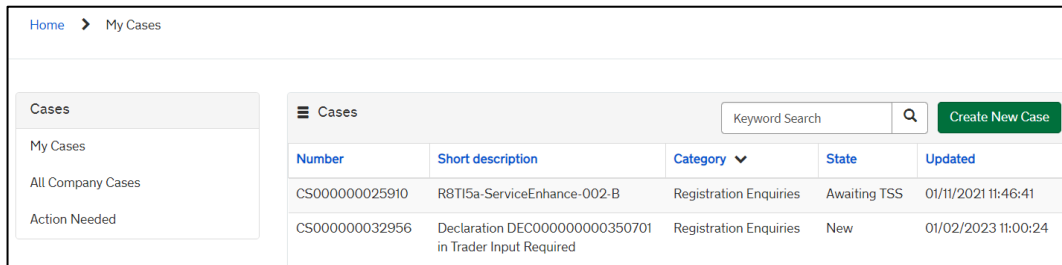 Home > My Cases
Cases
My Cases
All Company Cases
Action Needed
Cases
Keyword Search
Create New Case
Number Short description Category State Updated
CS000000025910 R8TI5a-ServiceEnhance-002-B Registration Enquiries Awaiting TSS 01/11/2021 11:46:41
CS000000032956 Declaration DEC000000000350701 Registration Enquiries New 01/02/2023 11:00:24
in Trader Input Required